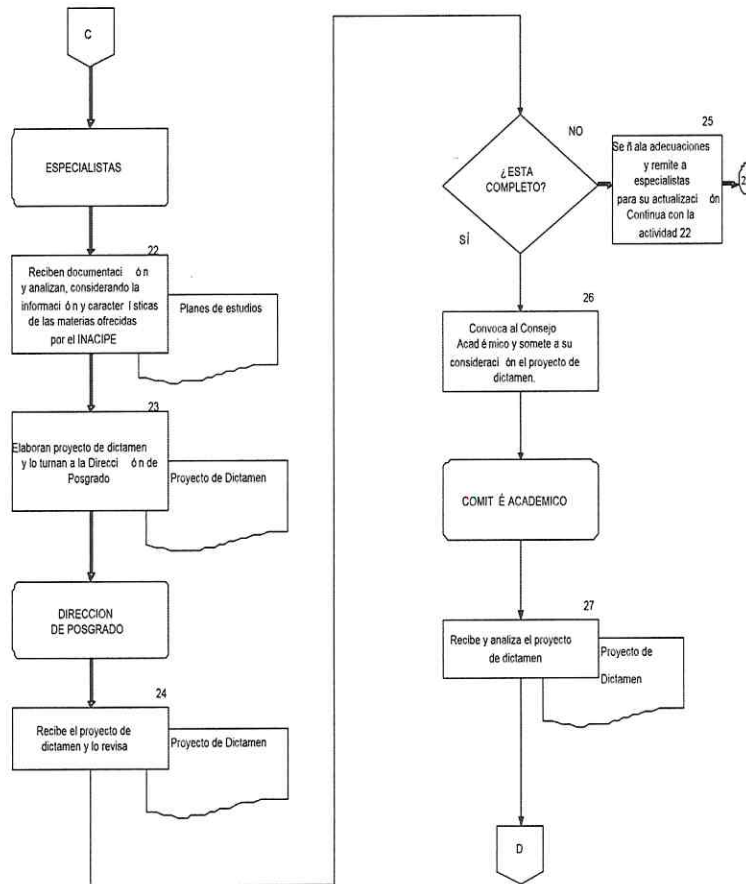 C
ESPECIALISTAS
22
Reciben documentaci ó n
y analizan, considerando la
informaci ó n y caracter í sticas
de las materias ofrecidas
por el INACIPE
Planes de estudios
23
Elaboran proyecto de dictamen
y lo turnan a la Direcci ó n de
Posgrado
Proyecto de Dictamen
DIRECCION
DE POSGRADO
24
Recibe el proyecto de
dictamen y lo revisa
Proyecto de Dictamen
¿ESTA
COMPLETO?
NO
SÍ
25
Se ñ ala adecuaciones
y remite a
especialistas
para su actualizaci ón
Continua con la
actividad 22
26
Convoca al Consejo
Acad é mico y somete a su
consideraci ón el proyecto de
dictamen.
COMIT É ACADEMICO
27
Recibe y analiza el proyecto
de dictamen
Proyecto de
Dictamen
D